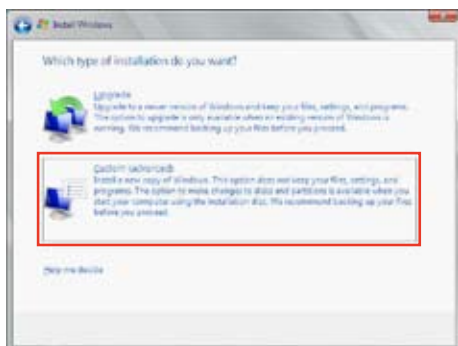 Install Windows
Which type of installation do you want?
Upgrade
Upgrade to a newer version of Windows and keep your files, settings, and programs.
The option to upgrade is only available when an existing version of Windows is
running. We recommend backing up your files before you proceed.
Custom (advanced)
Install a new copy of Windows. This option does not keep your files, settings, and
programs. The option to make changes to disks and partitions is available when you
start your computer using the installation disc. We recommend backing up your files
before you proceed.
Help me decide